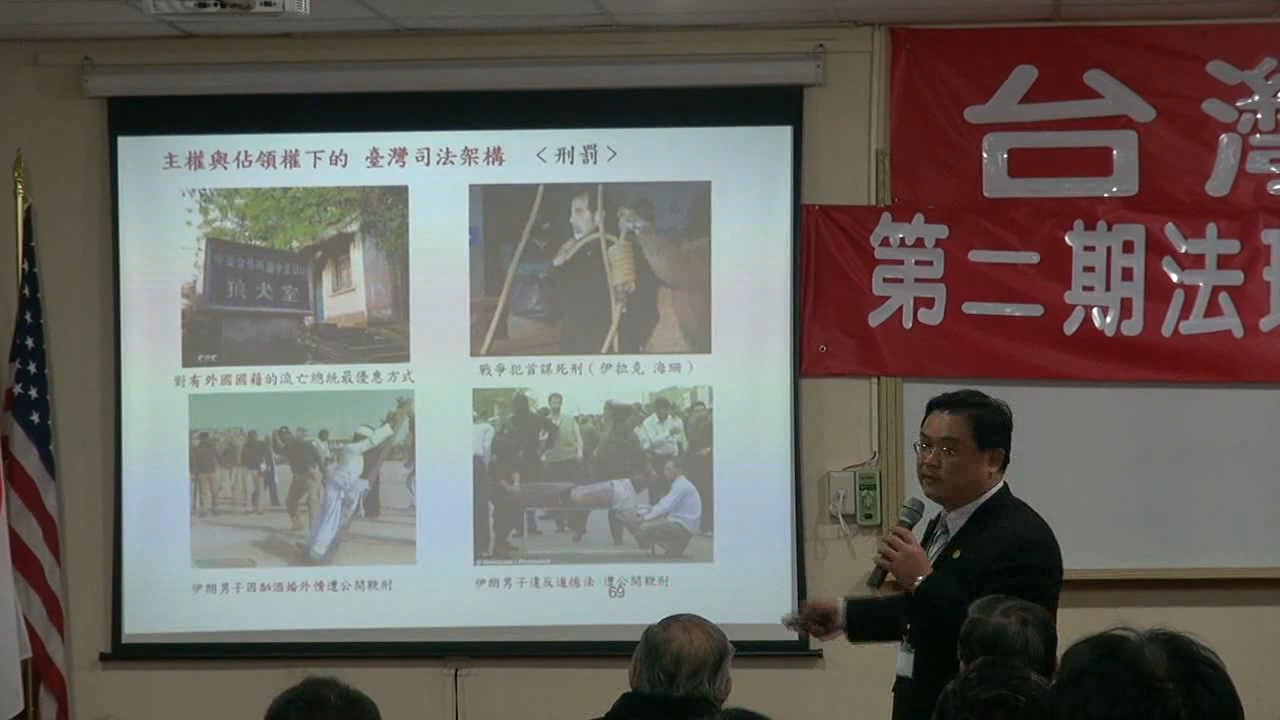 主權與佔領權下的 臺灣司法架構 <刑罰>
狼犬室
對有外國國籍的流亡總統最優惠方式
戰爭犯首謀死刑(伊拉克 海珊)
伊朗男子因酗酒婚外情遭公開鞭刑
伊朗男子違反道德法 遭公開鞭刑
69
台灣
第二期法理